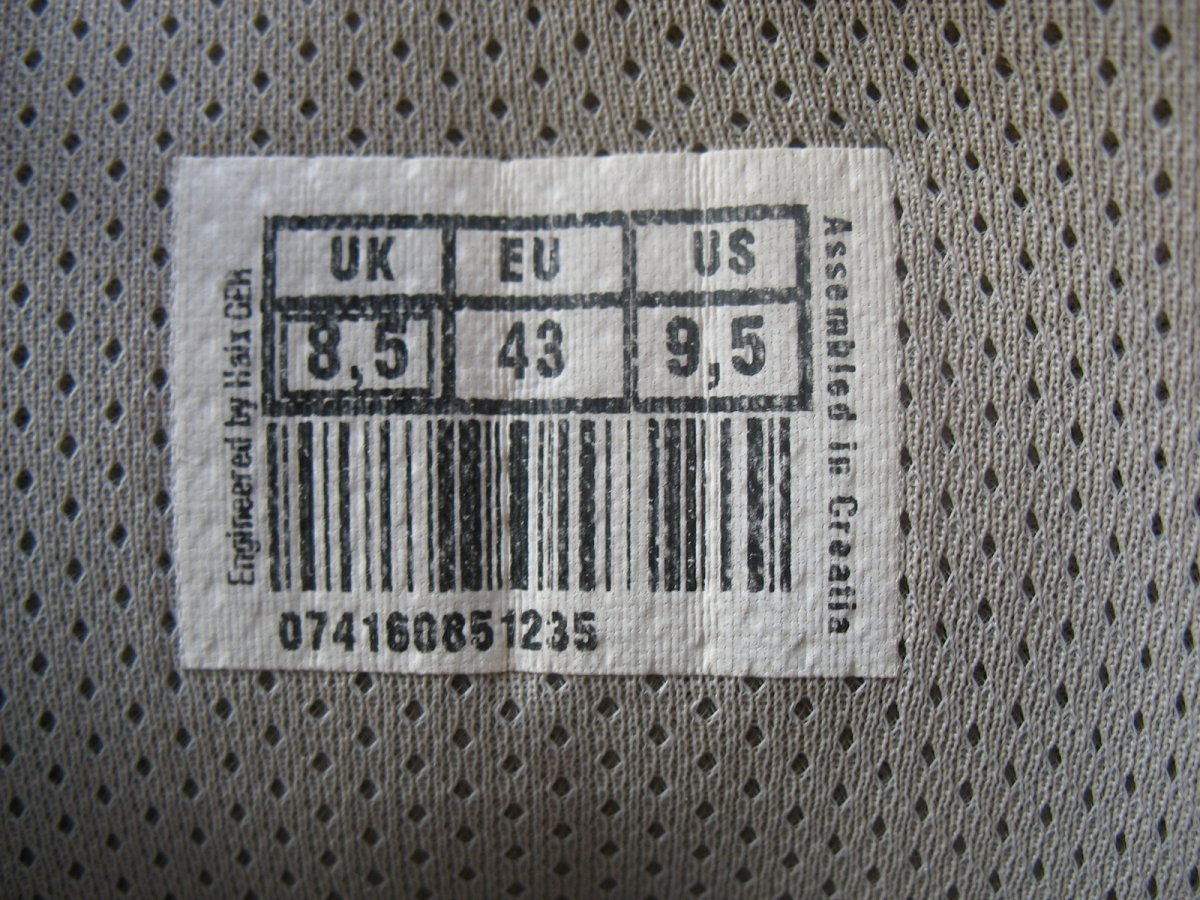 UK EU US
8,5 43 9,5
074160851235
Engineered by Haix GER
Assembled in Croatia